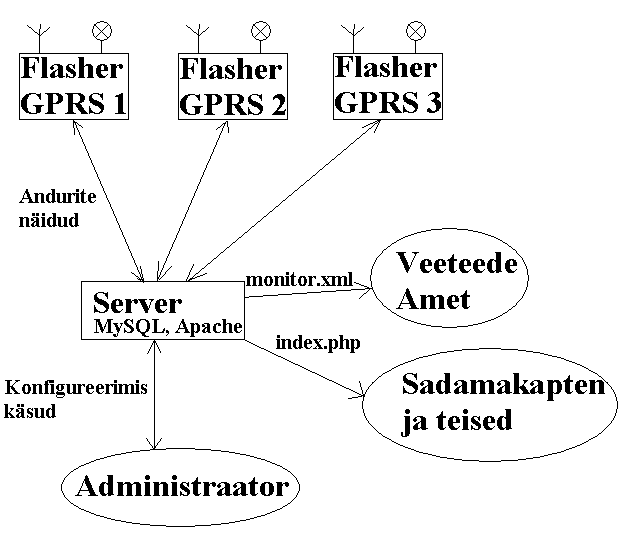 Flasher
GPRS 1
Flasher
GPRS 2
Flasher
GPRS 3
Andurite
näidud
Server
MySQL, Apache
monitor.xml
Veeteede
Amet
index.php
Sadamakapten
ja teised
Konfigureerimis
käsud
Administraator